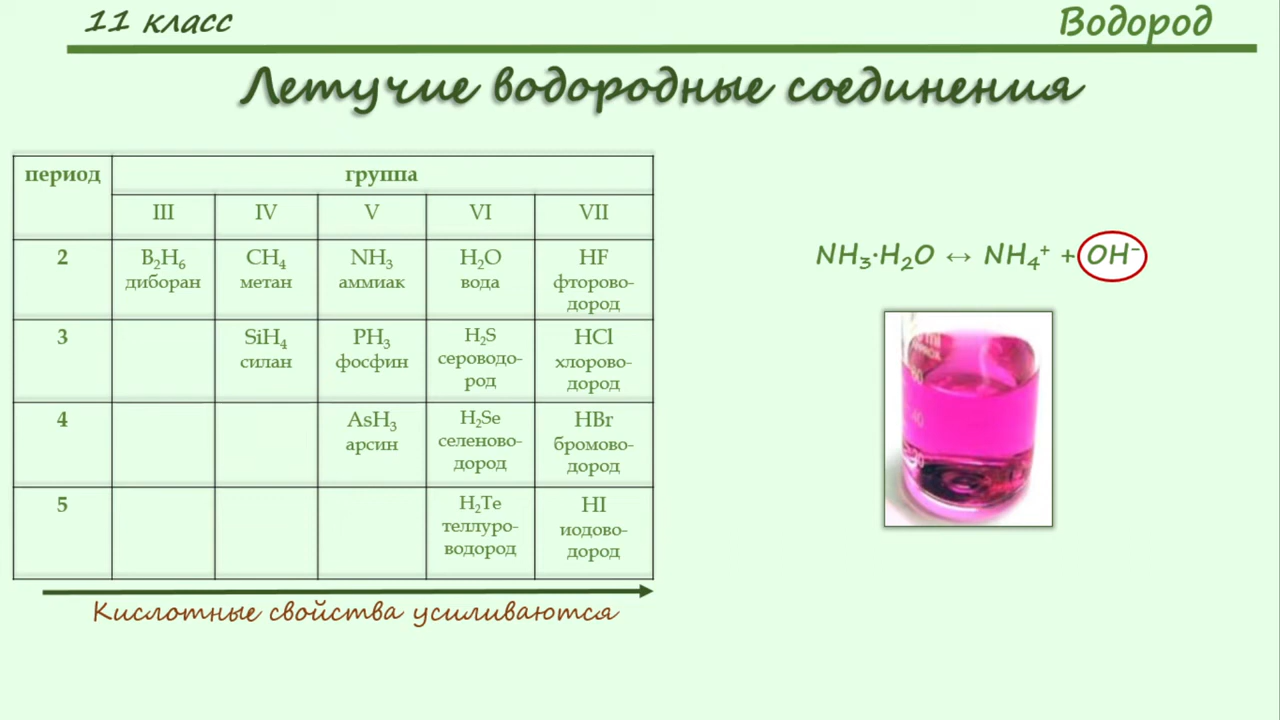 11 класс
Водород
Летучие водородные соединения
период группа
III IV V VI VII
2 B₂H₆ CH₄ NH₃ H₂O HF
диборан метан аммиак вода фторово-
дород
3 SiH₄ PH₃ H₂S HCl
силан фосфин сероводо- хлорово-
род дород
4 AsH₃ H₂Se HBr
арсин селеново- бромово-
дород дород
5 H₂Te HI
теллуро- иодово-
водород дород
Кислотные свойства усиливаются
NH₃·H₂O ↔ NH₄⁺ + OH⁻